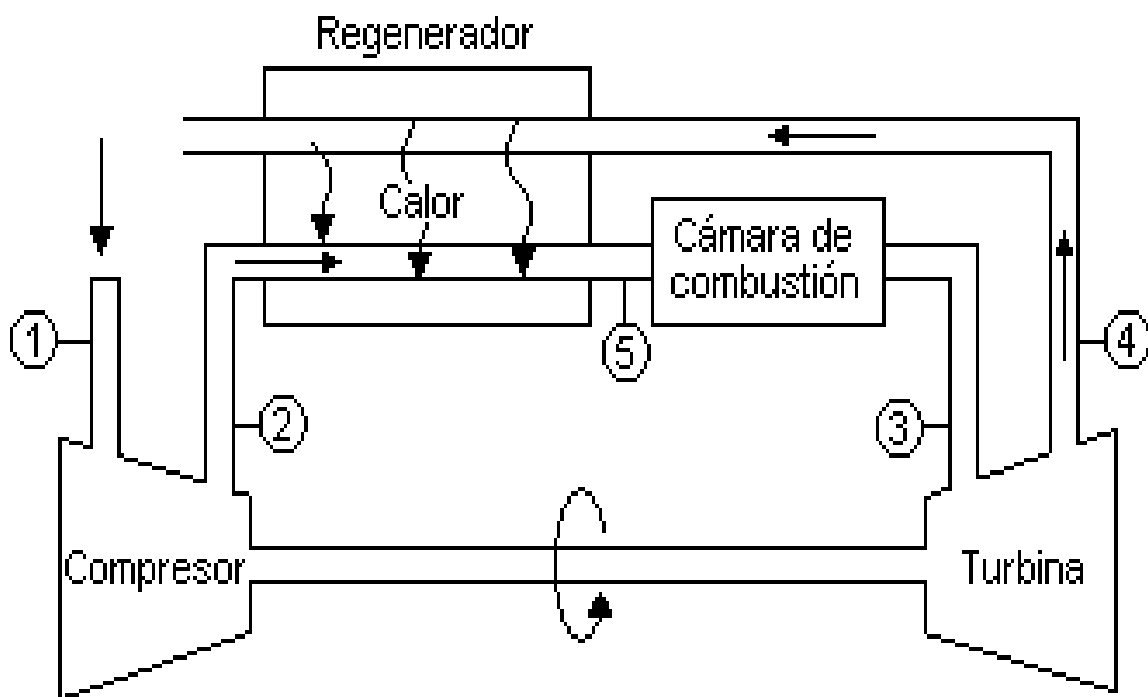 Regenerador
Calor
Cámara de
combustión
1
5
4
2
3
Compresor
Turbina